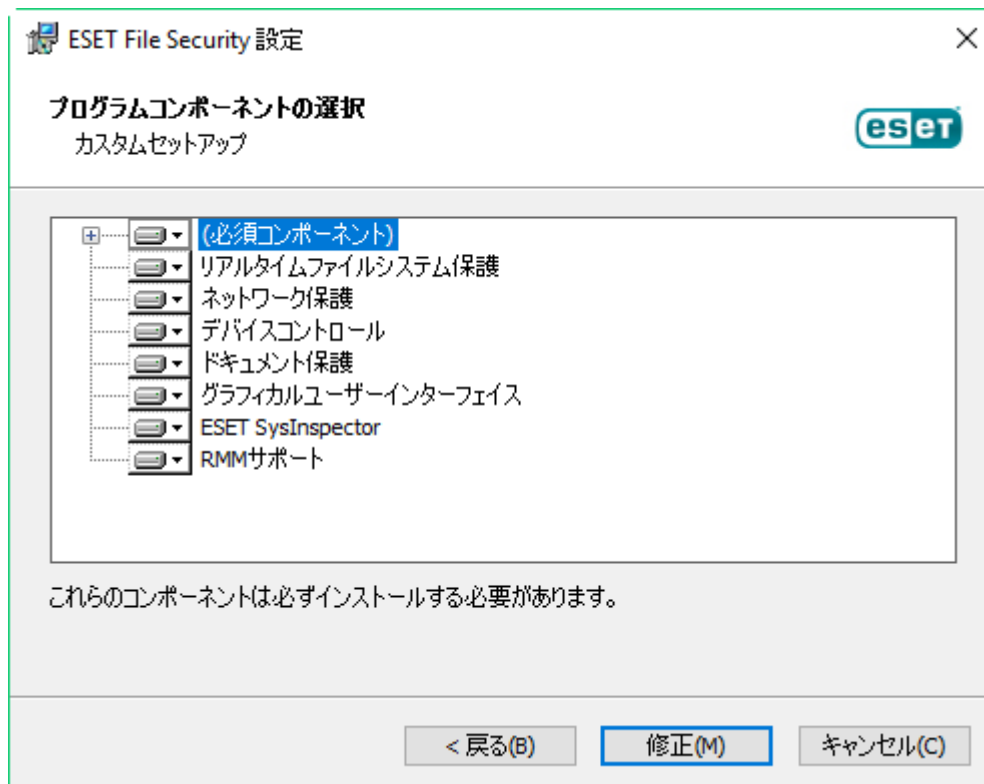 ESET File Security 設定
プログラムコンポーネントの選択
カスタムセットアップ
eseT
(必須コンポーネント)
リアルタイムファイルシステム保護
ネットワーク保護
デバイスコントロール
ドキュメント保護
グラフィカルユーザーインターフェイス
ESET SysInspector
RMMサポート
これらのコンポーネントは必ずインストールする必要があります。
< 戻る(B) 修正(M) キャンセル(C)